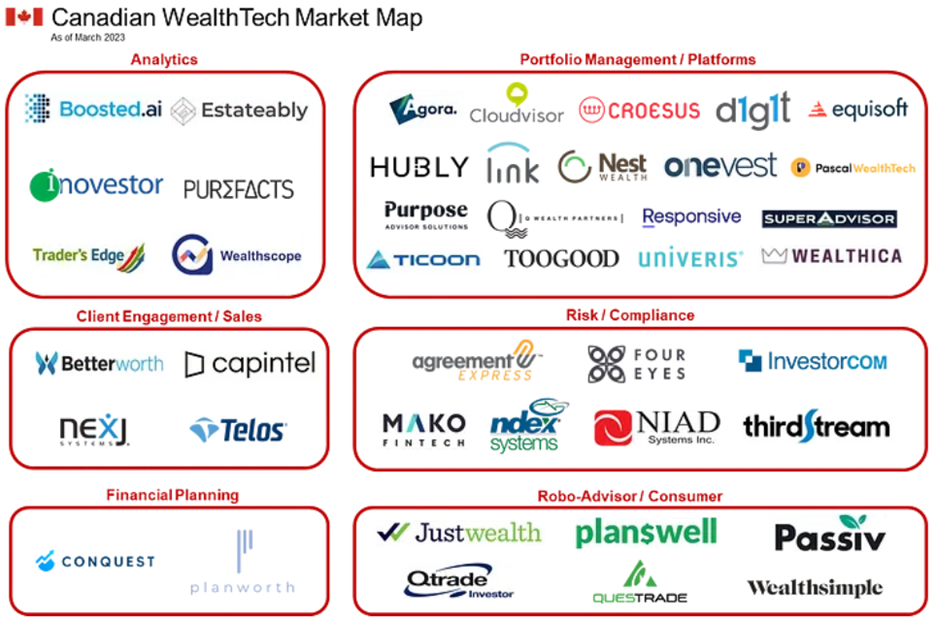 Canadian WealthTech Market Map
As of March 2023
Analytics
Boosted.ai Estateably
inovestor PURΣFΔCTS
Trader's Edge Wealthscope
Portfolio Management / Platforms
Agora. Cloudvisor CROESUS d1g1t equisoft
HUBLY link Nest WEALTH onevest Pascal WealthTech
Purpose ADVISOR SOLUTIONS Q | Q WEALTH PARTNERS | Responsive SUPERADVISOR
TICOON TOOGOOD UNIVERIS® WEALTHICA
Client Engagement / Sales
Betterworth capintel
NEXJ SYSTEMS Telos
Risk / Compliance
agreement EXPRESS™ FOUR EYES InvestorCOM
MAKO FINTECH ndex systems NIAD Systems Inc. thirdstream
Financial Planning
CONQUEST planworth
Robo-Advisor / Consumer
Justwealth plan$well Passiv
Qtrade Investor QUESTRADE Wealthsimple